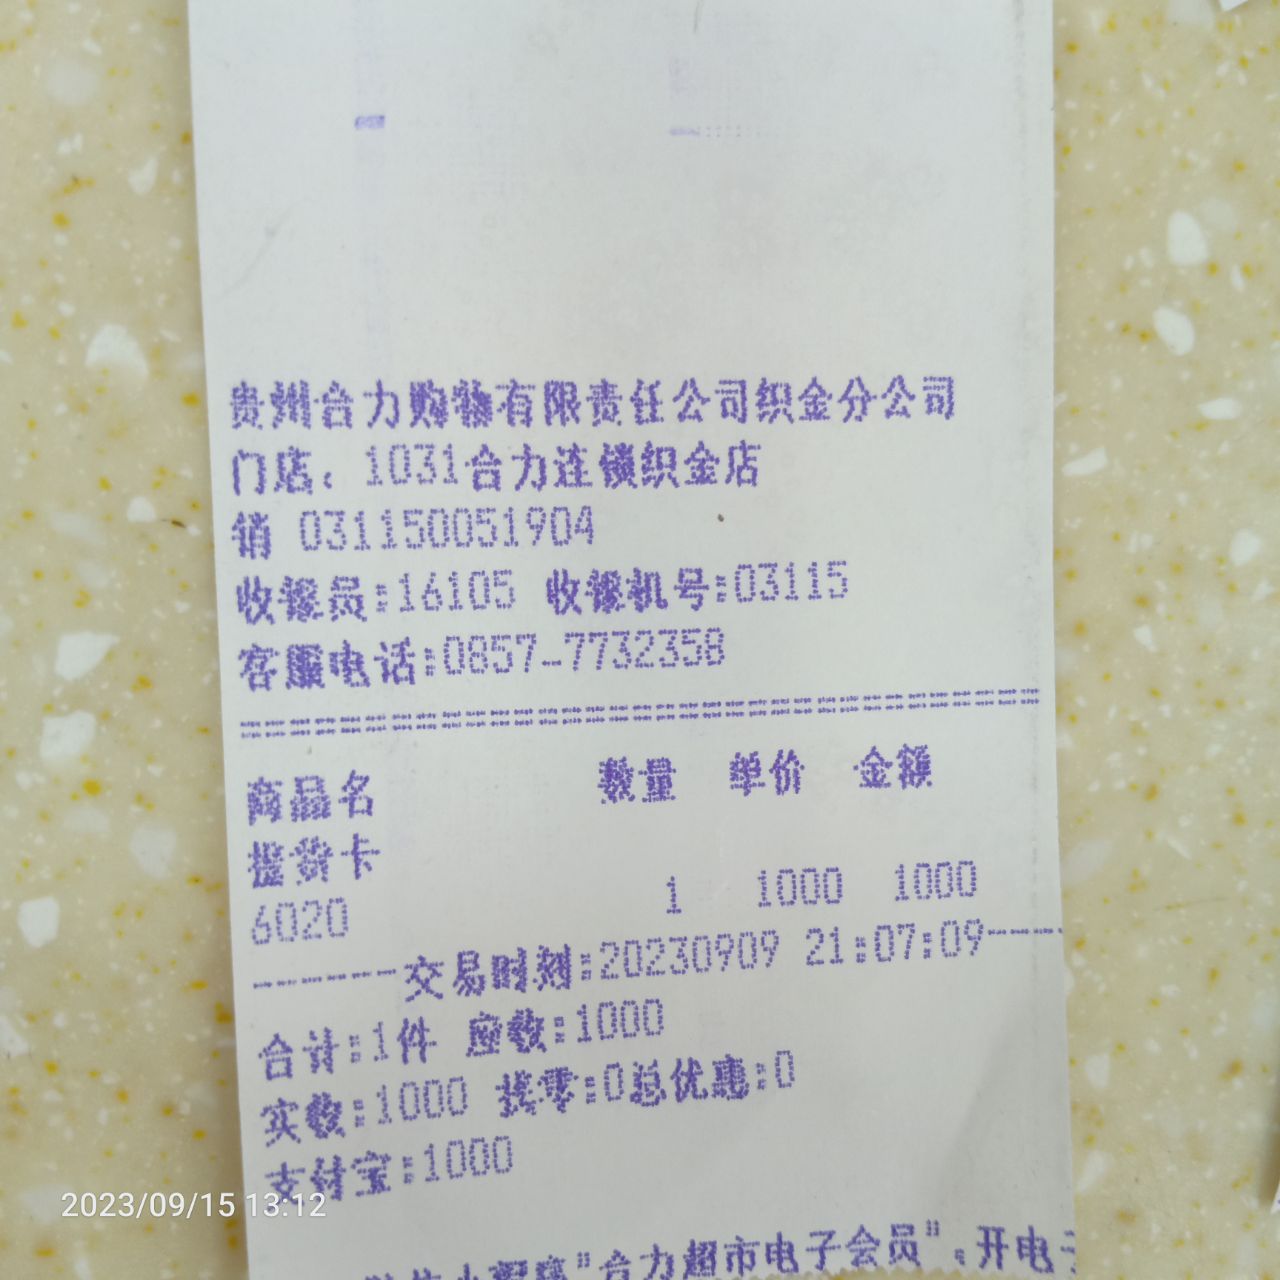 贵州合力购物有限责任公司织金分公司
门店: 1031合力连锁织金店
销 031150051904
收银员:16105 收银机号:03115
客服电话:0857-7732358
商品名 数量 单价 金额
提货卡
6020 1 1000 1000
-----交易时刻:20230909 21:07:09----
合计:1件 应收:1000
实收:1000 找零:0总优惠:0
支付宝:1000
2023/09/15 13:12
"合力超市电子会员"。开电子